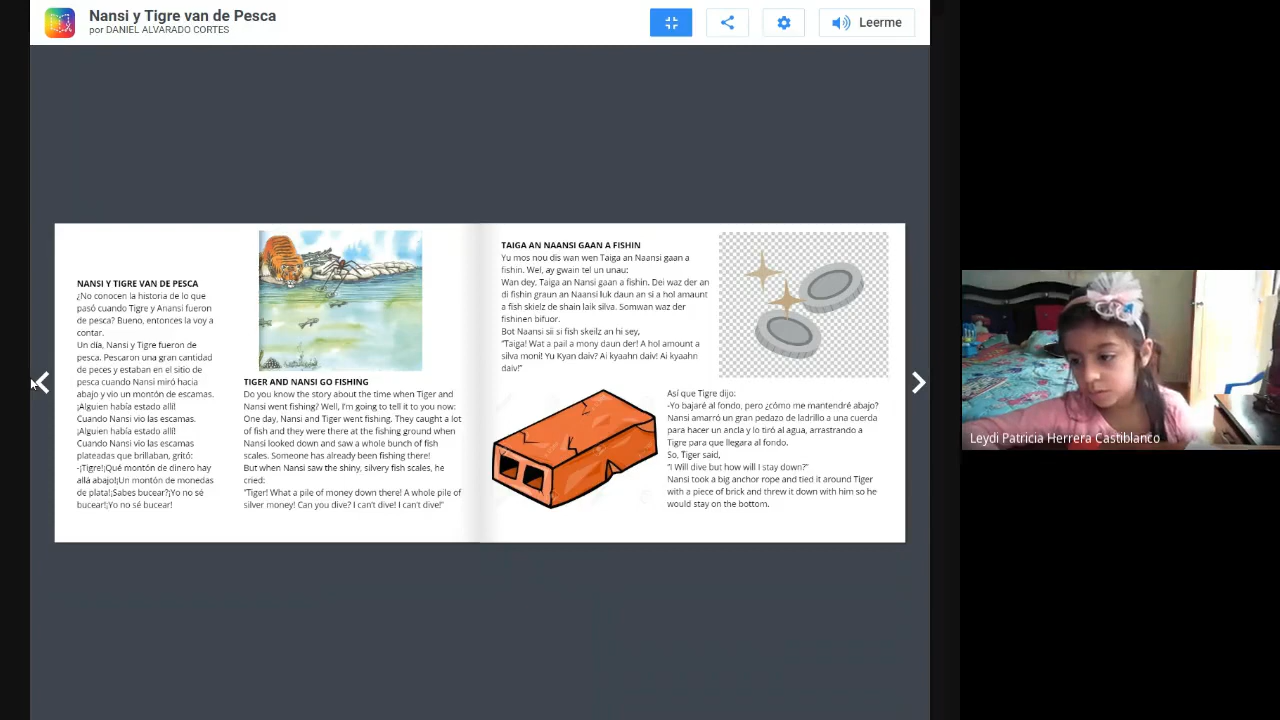 Nansi y Tigre van de Pesca
por DANIEL ALVARADO CORTES
Leerme
NANSI Y TIGRE VAN DE PESCA
¿No conocen la historia de lo que
pasó cuando Tigre y Anansi fueron
de pesca? Bueno, entonces la voy a
contar.
Un día, Nansi y Tigre fueron de
pesca. Pescaron una gran cantidad
de peces y estaban en el sitio de
pesca cuando Nansi miró hacia
abajo y vio un montón de escamas.
¡Alguien había estado allí!
Cuando Nansi vio las escamas.
¡Alguien había estado allí!
Cuando Nansi vio las escamas
plateadas que brillaban, gritó:
-¡Tigre!¡Qué montón de dinero hay
allá abajo!¡Un montón de monedas
de plata!¡Sabes bucear?¡Yo no sé
bucear!¡Yo no sé bucear!
TIGER AND NANSI GO FISHING
Do you know the story about the time when Tiger and
Nansi went fishing? Well, I'm going to tell it to you now:
One day, Nansi and Tiger went fishing. They caught a lot
of fish and they were there at the fishing ground when
Nansi looked down and saw a whole bunch of fish
scales. Someone has already been fishing there!
But when Nansi saw the shiny, silvery fish scales, he
cried:
"Tiger! What a pile of money down there! A whole pile of
silver money! Can you dive? I can't dive! I can't dive!"
TAIGA AN NAANSI GAAN A FISHIN
Yu mos nou dis wan wen Taiga an Naansi gaan a
fishin. Wel, ay gwain tel un unau:
Wan dey, Taiga an Nansi gaan a fishin. Dei waz der an
di fishin graun an Naansi luk daun an si a hol amaunt
a fish skielz de shain laik silva. Somwan waz der
fishinen bifuor.
Bot Naansi sii si fish skeilz an hi sey,
"Taiga! Wat a pail a mony daun der! A hol amount a
silva moni! Yu Kyan daiv? Ai kyaahn daiv! Ai kyaahn
daiv!"
Así que Tigre dijo:
-Yo bajaré al fondo, pero ¿cómo me mantendré abajo?
Nansi amarró un gran pedazo de ladrillo a una cuerda
para hacer un ancla y lo tiró al agua, arrastrando a
Tigre para que llegara al fondo.
So, Tiger said,
"I Will dive but how will I stay down?"
Nansi took a big anchor rope and tied it around Tiger
with a piece of brick and threw it down with him so he
would stay on the bottom.
Leydi Patricia Herrera Castiblanco